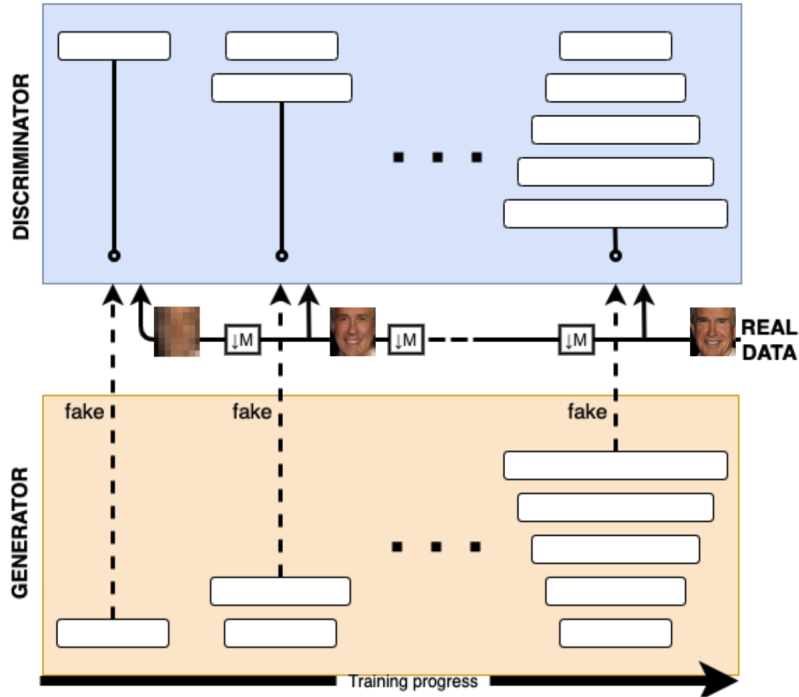 DISCRIMINATOR
↓M
↓M
↓M
REAL
DATA
fake
fake
fake
GENERATOR
Training progress